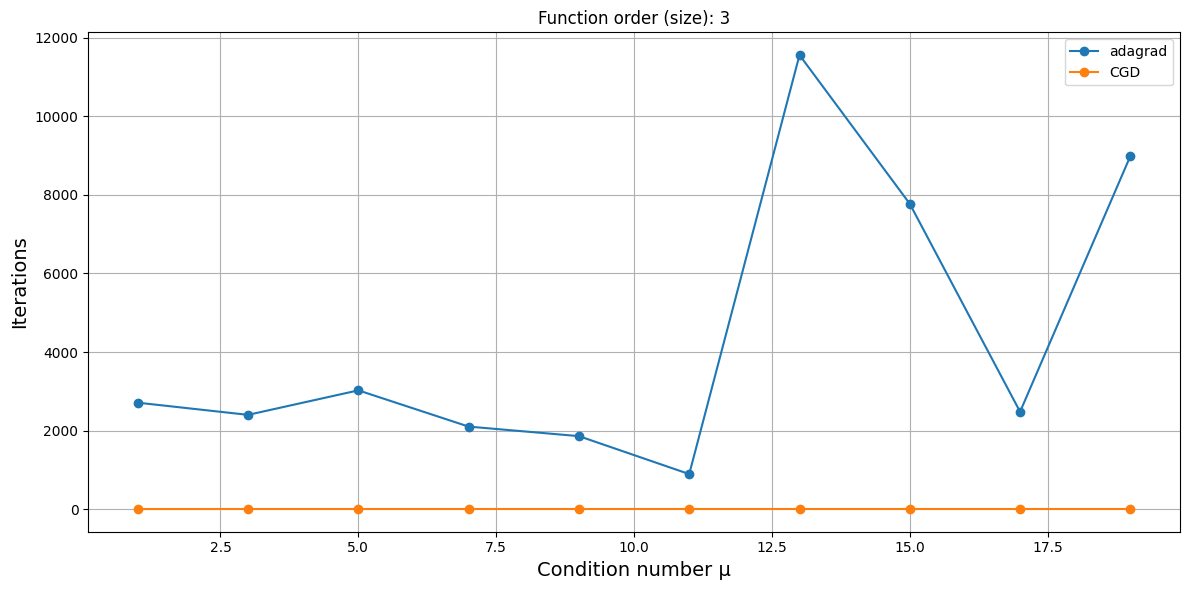 Function order (size): 3
adagrad
CGD
12000
10000
8000
6000
4000
2000
0
Iterations
2.5 5.0 7.5 10.0 12.5 15.0 17.5
Condition number μ